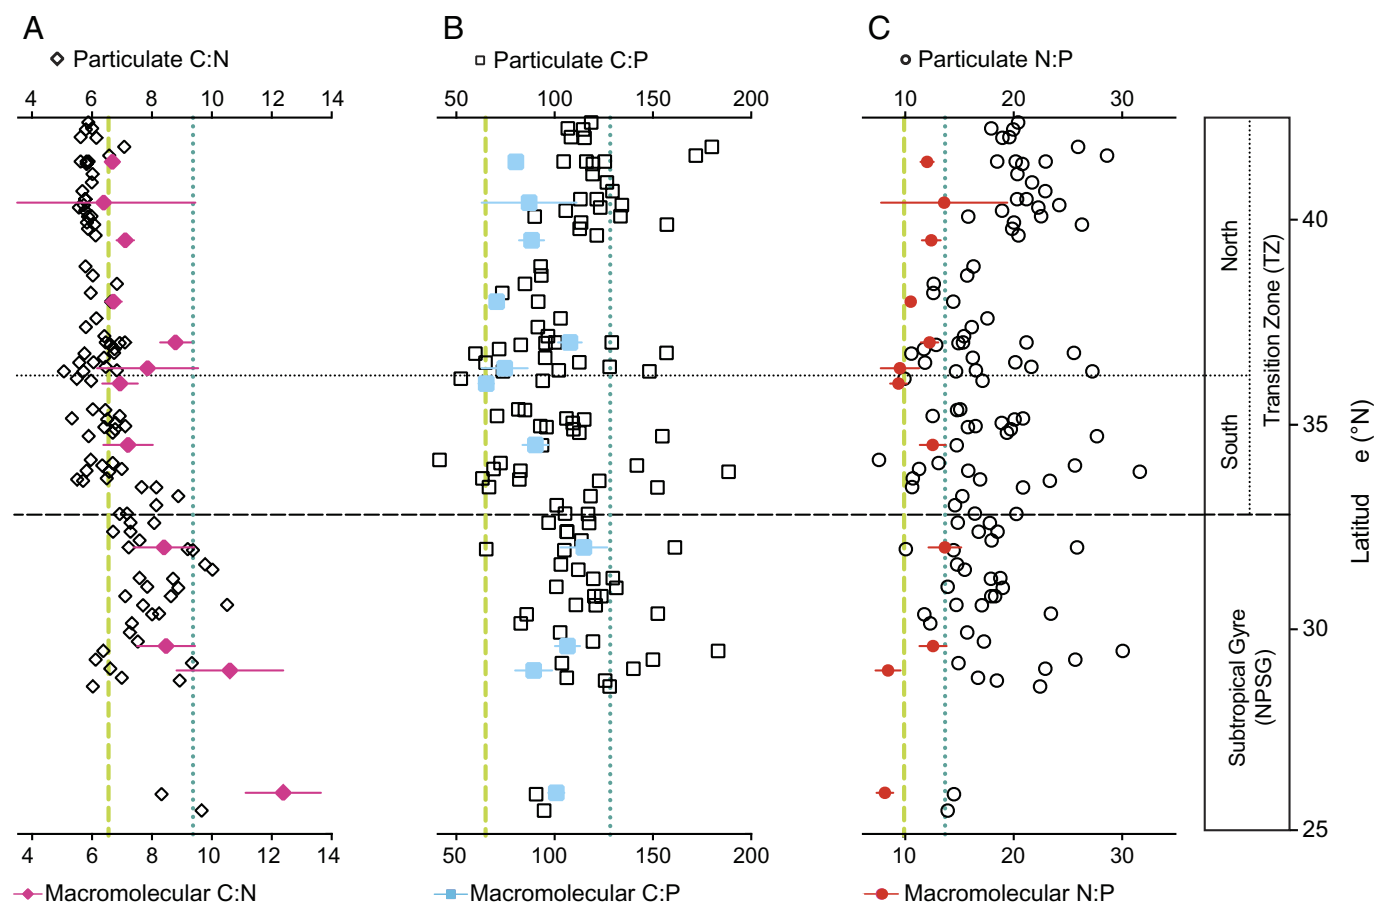 A
B
C
Particulate C:N
Particulate C:P
Particulate N:P
4 6 8 10 12 14
50 100 150 200
10 20 30
40
35
30
25
North
South
Transition Zone (TZ)
Subtropical Gyre
(NPSG)
Latitud e (°N)
4 6 8 10 12 14
50 100 150 200
10 20 30
Macromolecular C:N
Macromolecular C:P
Macromolecular N:P